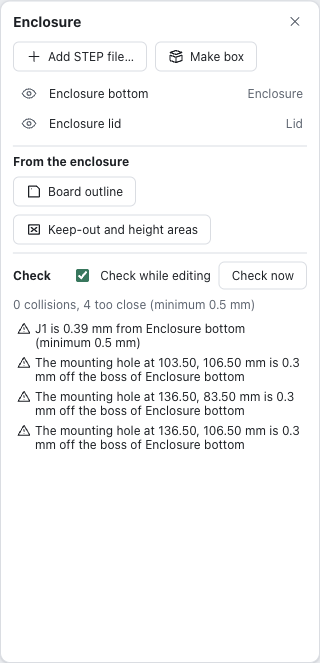 Enclosure
Add STEP file...
Make box
Enclosure bottom Enclosure
Enclosure lid Lid
From the enclosure
Board outline
Keep-out and height areas
Check Check while editing Check now
0 collisions, 4 too close (minimum 0.5 mm)
J1 is 0.39 mm from Enclosure bottom
(minimum 0.5 mm)
The mounting hole at 103.50, 106.50 mm is 0.3
mm off the boss of Enclosure bottom
The mounting hole at 136.50, 83.50 mm is 0.3
mm off the boss of Enclosure bottom
The mounting hole at 136.50, 106.50 mm is 0.3
mm off the boss of Enclosure bottom